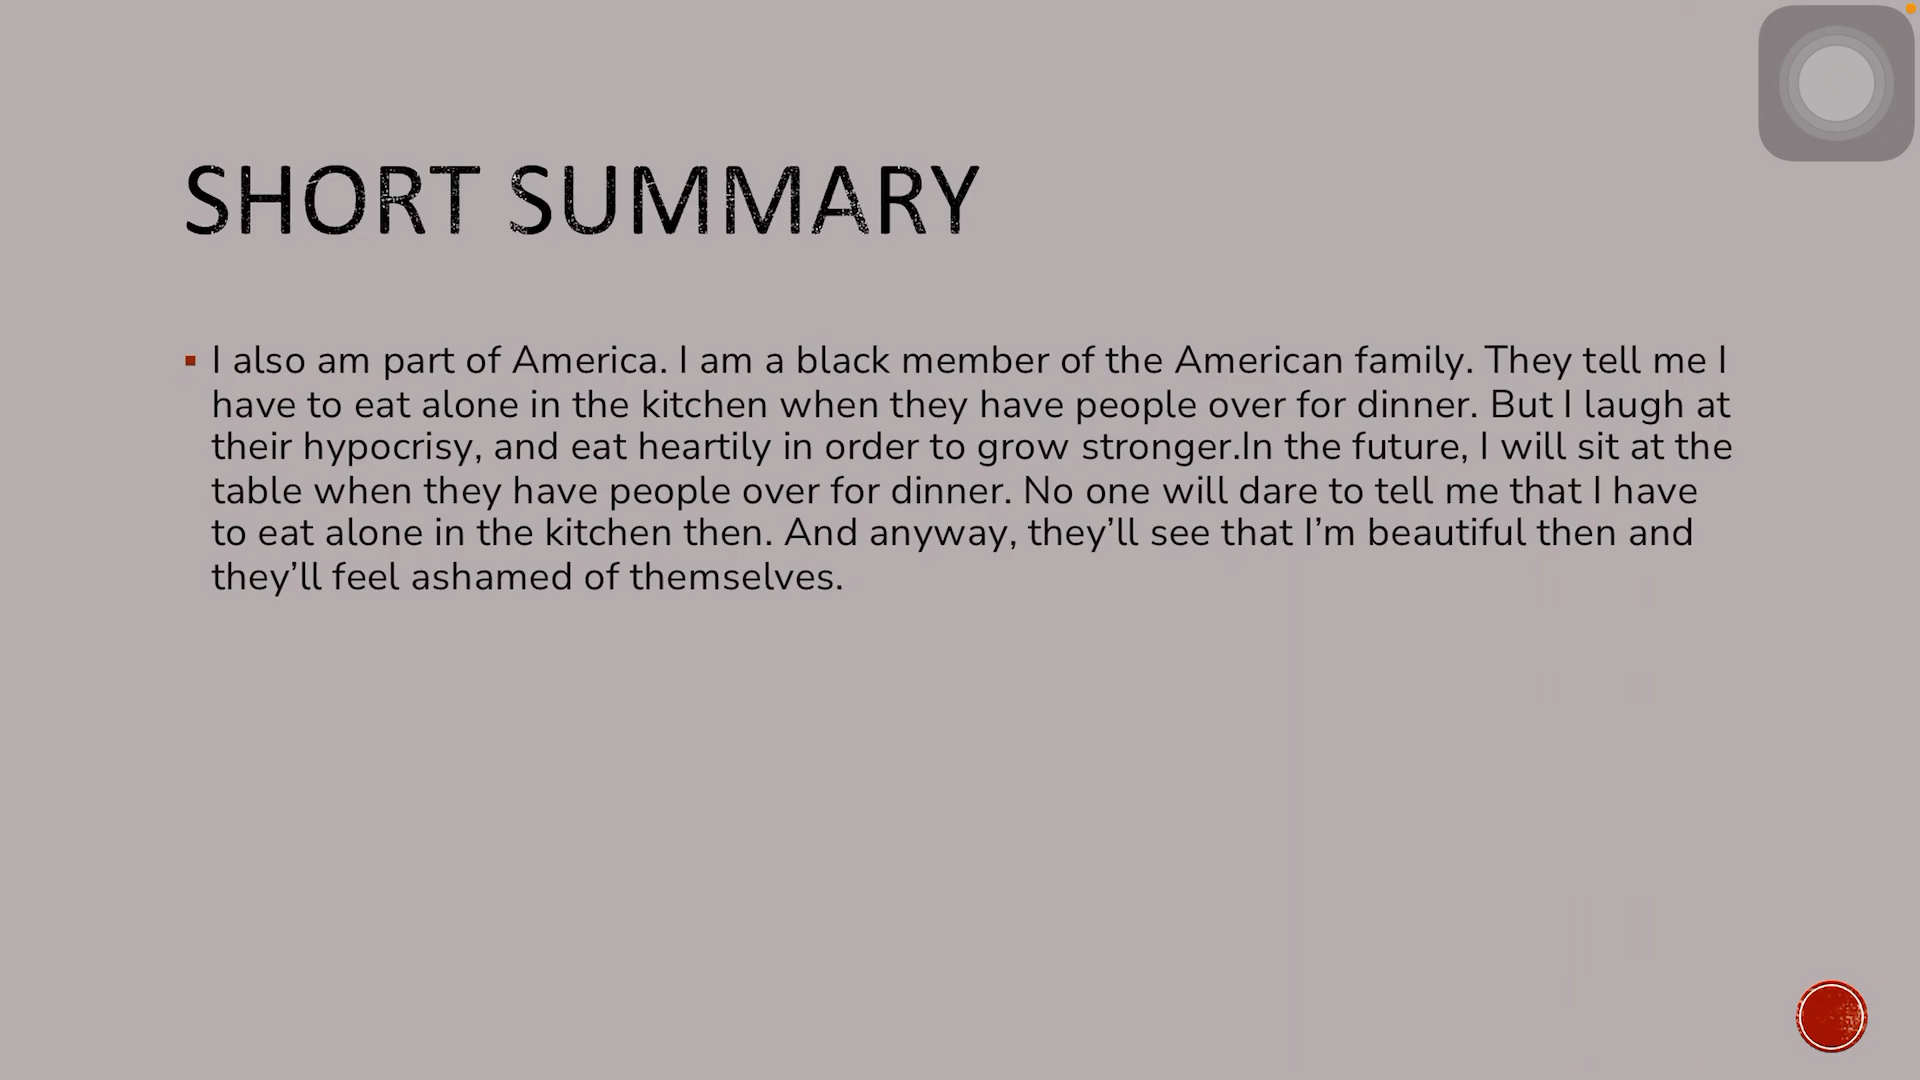 SHORT SUMMARY
I also am part of America. I am a black member of the American family. They tell me I
have to eat alone in the kitchen when they have people over for dinner. But I laugh at
their hypocrisy, and eat heartily in order to grow stronger.In the future, I will sit at the
table when they have people over for dinner. No one will dare to tell me that I have
to eat alone in the kitchen then. And anyway, they’ll see that I’m beautiful then and
they’ll feel ashamed of themselves.